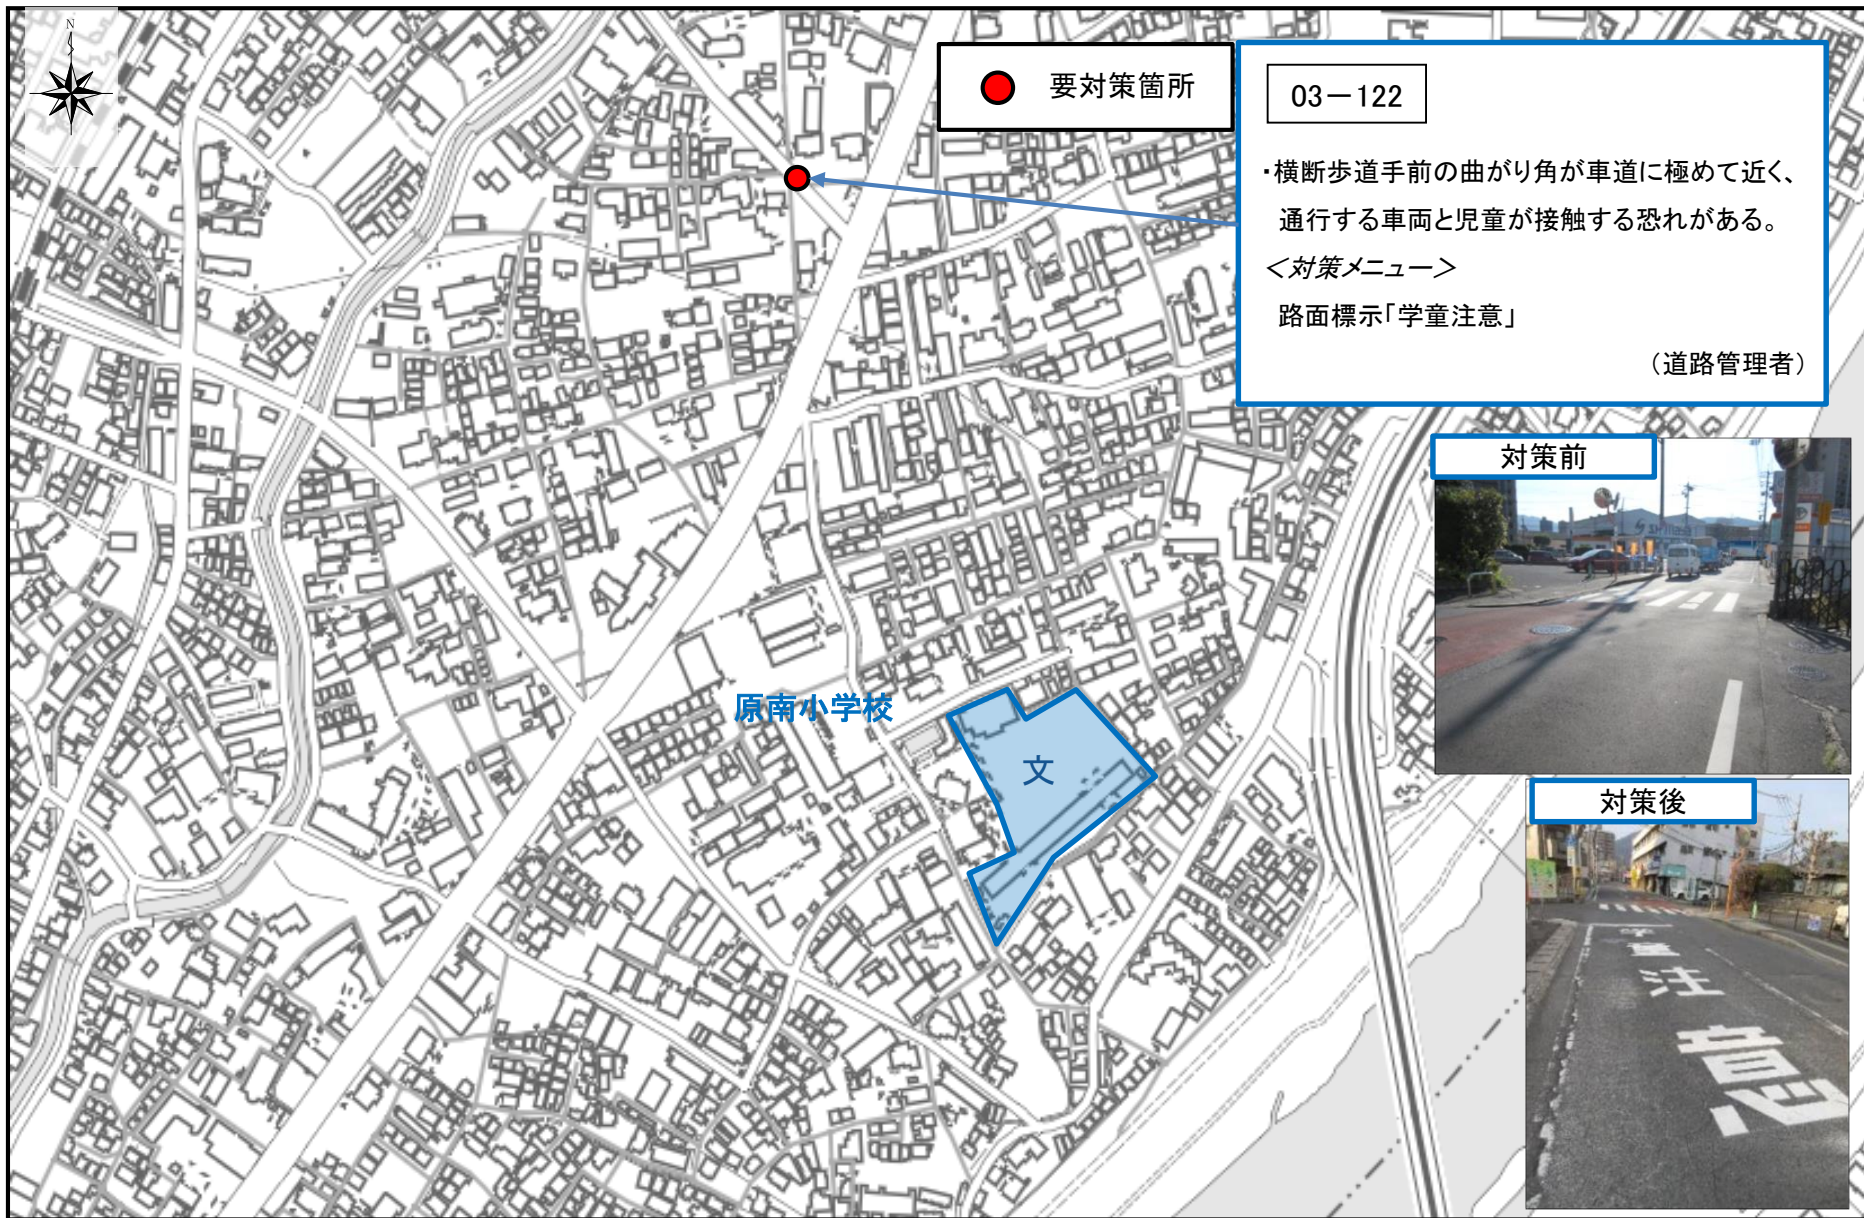 N
要対策箇所
03－122
・横断歩道手前の曲がり角が車道に極めて近く、
通行する車両と児童が接触する恐れがある。
＜対策メニュー＞
路面標示「学童注意」
（道路管理者）
対策前
対策後
原南小学校
文
学
童
注
意